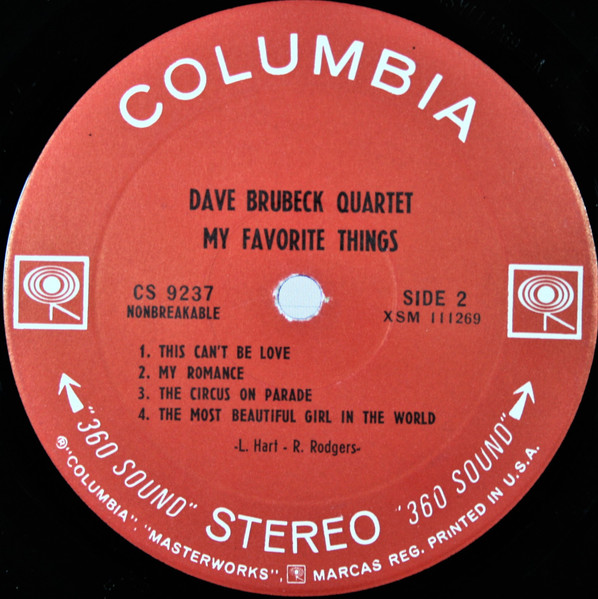 COLUMBIA
DAVE BRUBECK QUARTET
MY FAVORITE THINGS
CS 9237
NONBREAKABLE
SIDE 2
XSM 111269
1. THIS CAN'T BE LOVE
2. MY ROMANCE
3. THE CIRCUS ON PARADE
4. THE MOST BEAUTIFUL GIRL IN THE WORLD
-L. Hart - R. Rodgers-
"360 SOUND" STEREO "360 SOUND"
®"COLUMBIA", "MASTERWORKS", MARCAS REG. PRINTED IN U.S.A.